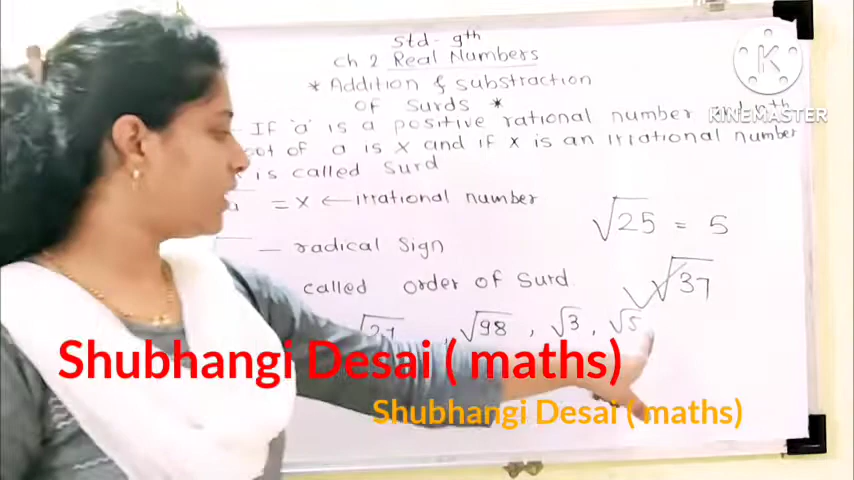 Std - 9th
Ch 2 Real Numbers
* Addition & substraction
of surds *
If 'a' is a positive rational number and nth
root of a is x and if x is an irrational number
is called Surd
a = x ← irrational number
√25 = 5
— radical sign
√37
called order of Surd
, √98 , √3 , √5
K
KINEMASTER
Shubhangi Desai ( maths)
Shubhangi Desai ( maths)